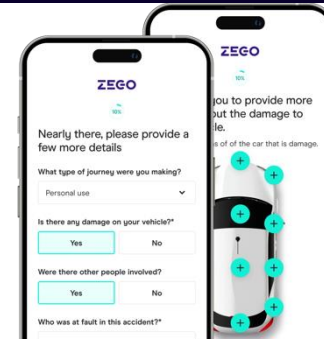 ZEGO
10%
Nearly there, please provide a
few more details
What type of journey were you making?
Personal use
Is there any damage on your vehicle?*
Yes No
Were there other people involved?
Yes No
Who was at fault in this accident?*
ZEGO
10%
you to provide more
out the damage to
le.
s of of the car that is damage.